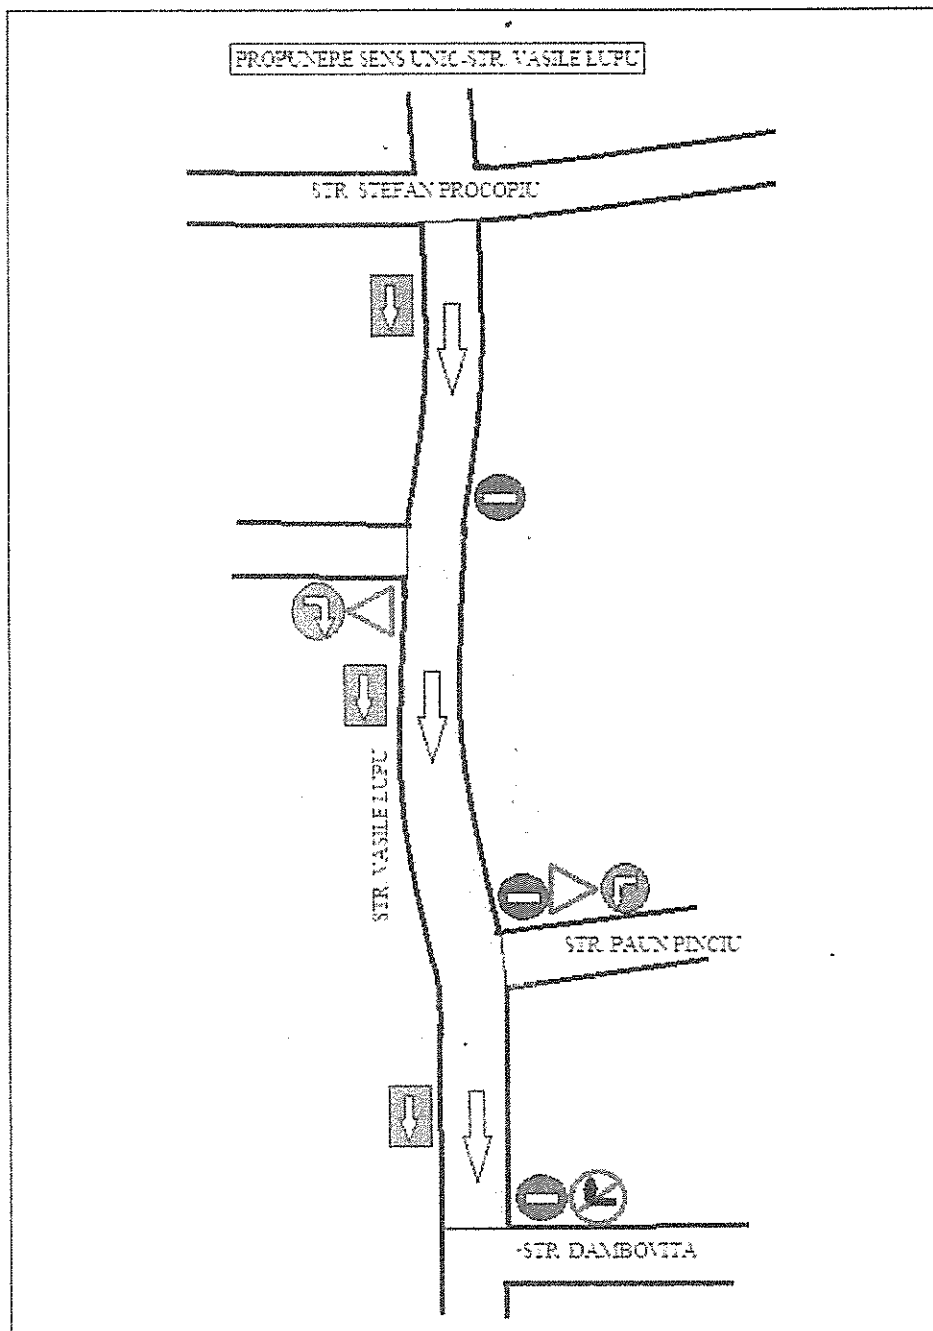 PROPUNERE SENS UNIC-STR. VASILE LUPU
STR. STEFAN PROCOPIU
STR. VASILE LUPU
STR. PAUN PINCIU
STR. DAMBOVITA